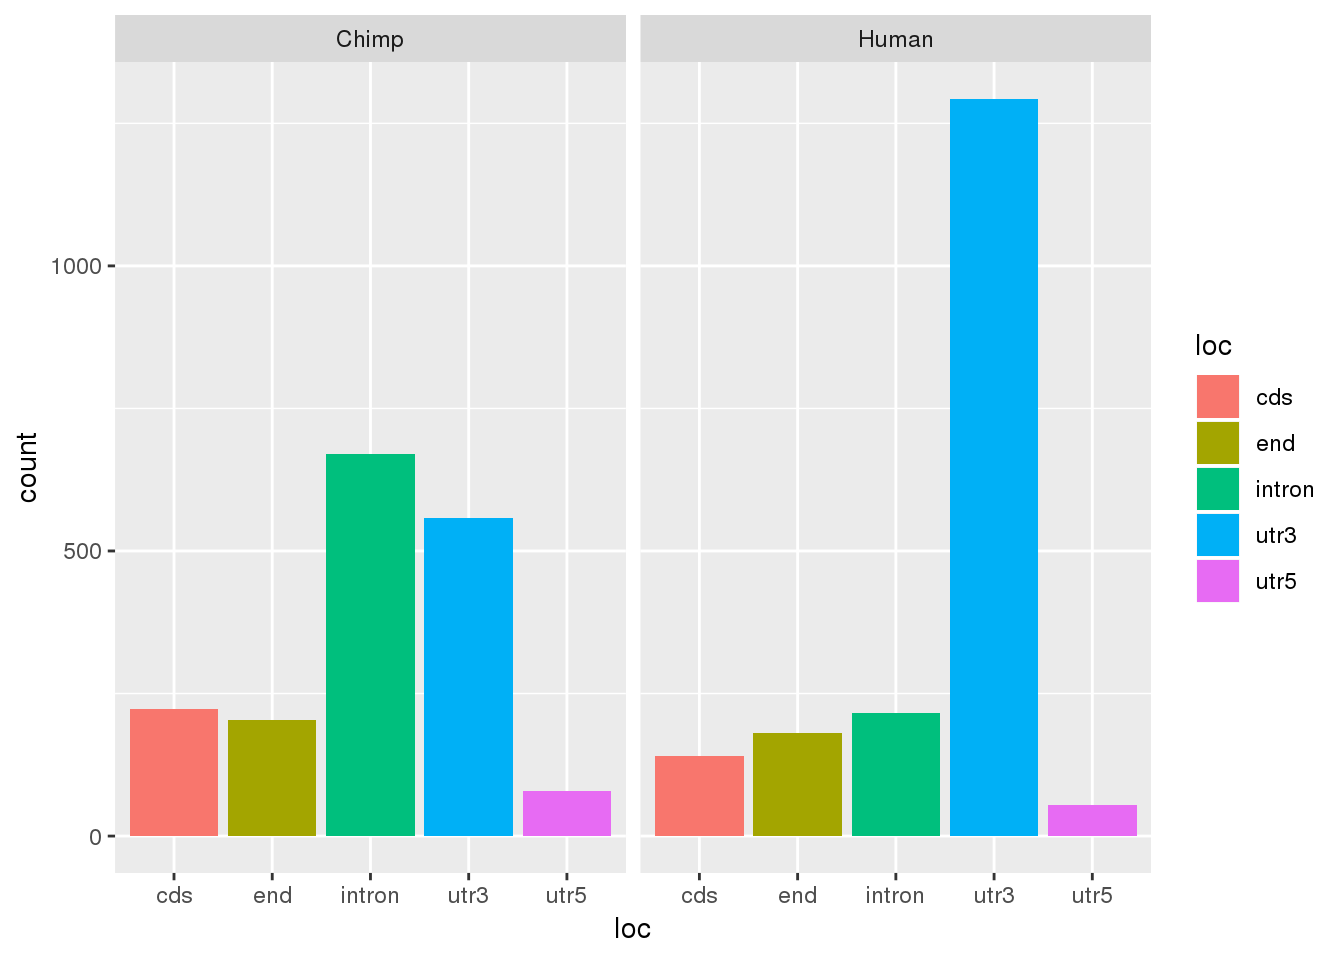 Chimp Human
count
1000
500
0
cds end intron utr3 utr5 cds end intron utr3 utr5
loc
loc
cds
end
intron
utr3
utr5